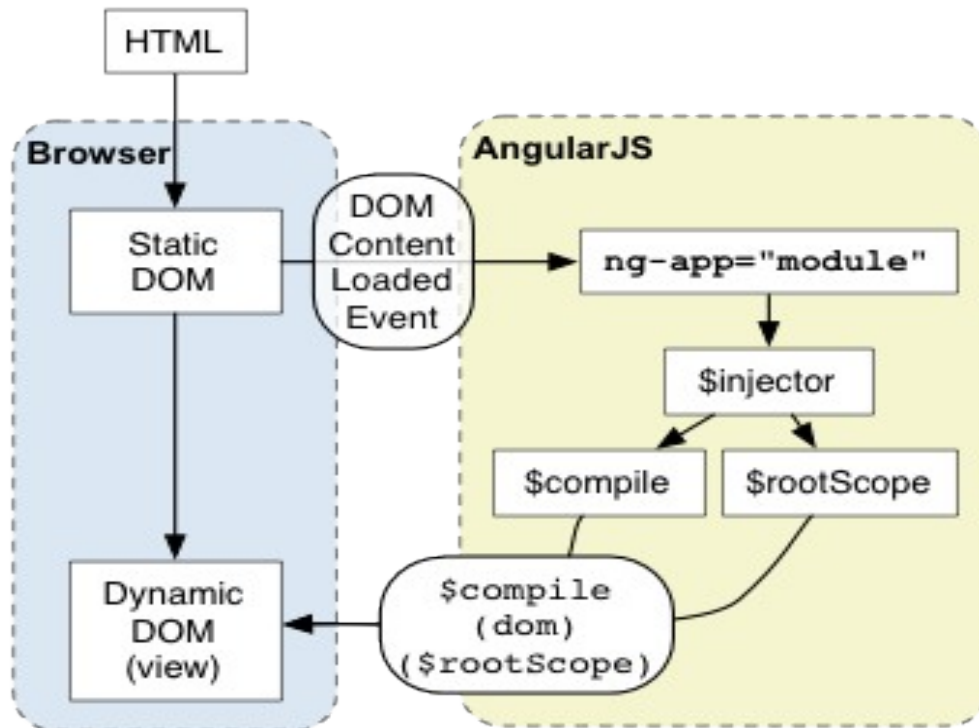 HTML
Browser
AngularJS
Static
DOM
DOM
Content
Loaded
Event
ng-app="module"
$injector
$compile
$rootScope
Dynamic
DOM
(view)
$compile
(dom)
($rootScope)